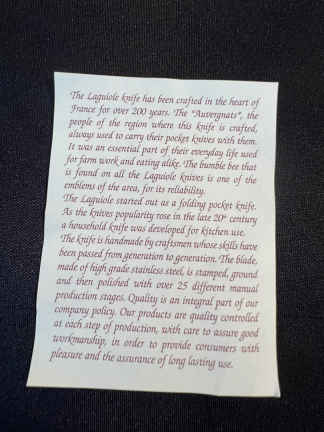 The Laguiole knife has been crafted in the heart of
France for over 200 years. The "Auvergnats", the
people of the region where this knife is crafted,
always used to carry their pocket knives with them.
It was an essential part of their everyday life used
for farm work and eating alike. The bumble bee that
is found on all the Laguiole knives is one of the
emblems of the area, for its reliability.
The Laguiole started out as a folding pocket knife.
As the knives popularity rose in the late 20th century
a household knife was developed for kitchen use.
The knife is handmade by craftsmen whose skills have
been passed from generation to generation. The blade,
made of high grade stainless steel, is stamped, ground
and then polished with over 25 different manual
production stages. Quality is an integral part of our
company policy. Our products are quality controlled
at each step of production, with care to assure good
workmanship, in order to provide consumers with
pleasure and the assurance of long lasting use.